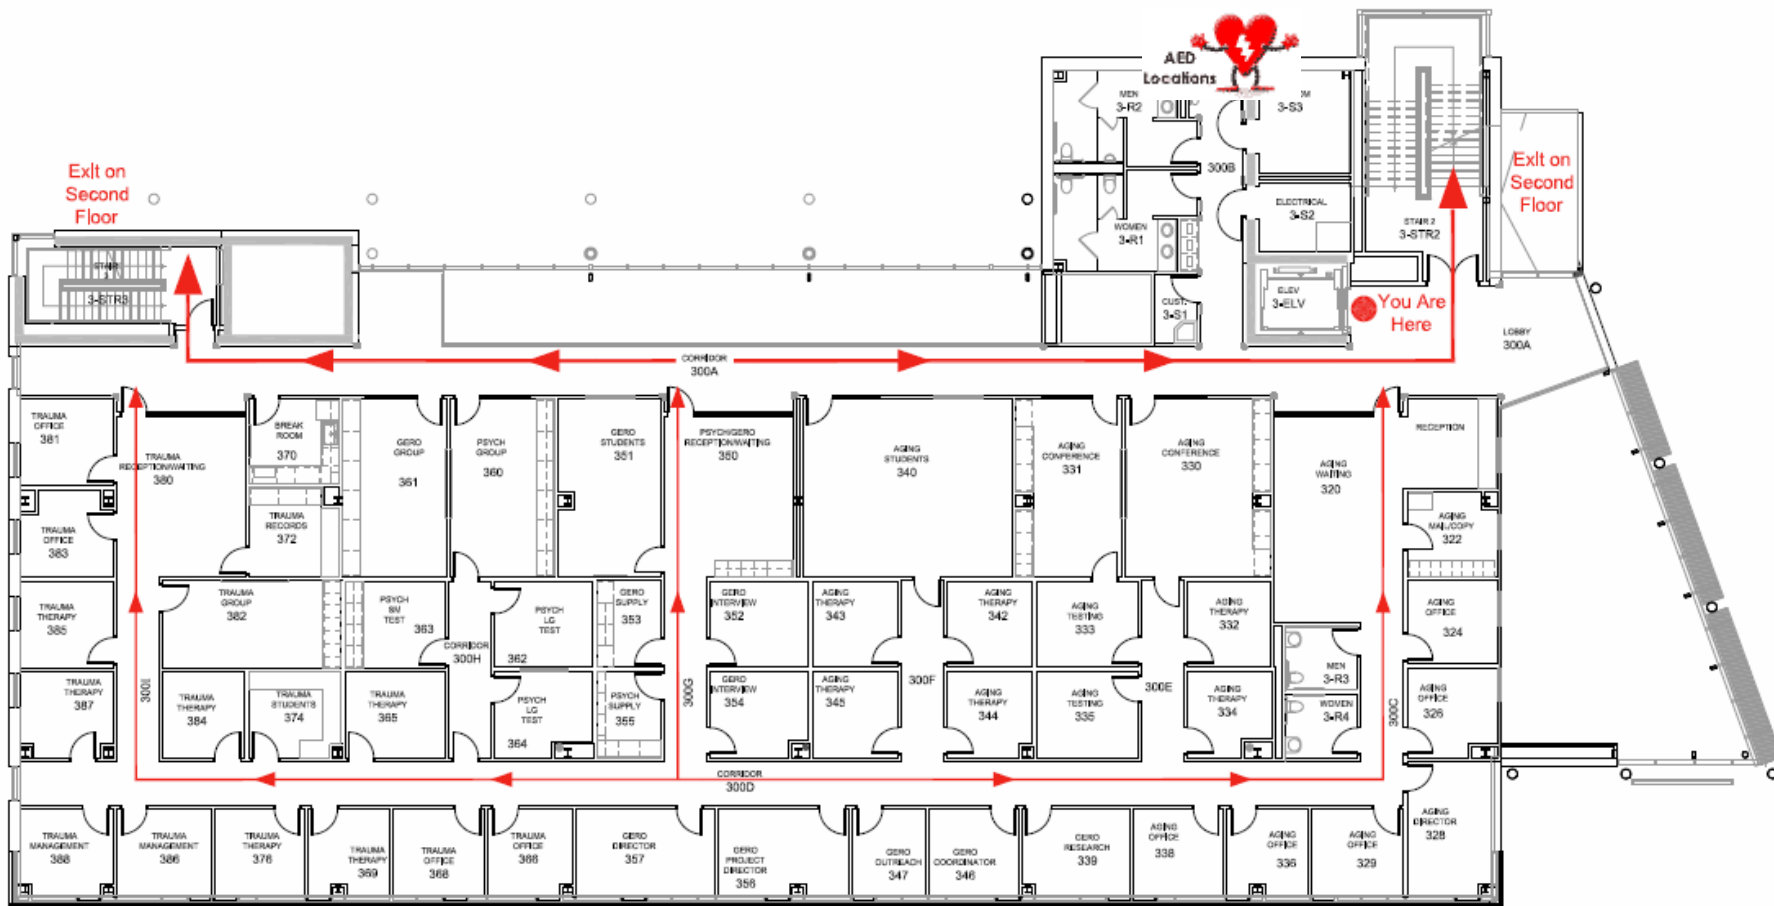 AED
Locations
MEN
3-R2
OM
3-S3
300B
Exit on
Second
Floor
Exit on
Second
Floor
ELECTRICAL
3-S2
WOMEN
3-R1
STAIR 2
3-STR2
STAIR
3-STR3
ELEV
3-ELV
CUST.
3-S1
You Are
Here
LOBBY
300A
CORRIDOR
300A
TRAUMA
OFFICE
381
TRAUMA
RECEPTION/WAITING
380
BREAK
ROOM
370
GERO
GROUP
361
PSYCH
GROUP
360
GERO
STUDENTS
351
PSYCH/GERO
RECEPTION/WAITING
350
AGING
STUDENTS
340
AGING
CONFERENCE
331
AGING
CONFERENCE
330
AGING
WAITING
320
RECEPTION
TRAUMA
OFFICE
383
TRAUMA
RECORDS
372
AGING
MAIL/COPY
322
TRAUMA
THERAPY
385
TRAUMA
GROUP
382
PSYCH
SM
TEST
363
CORRIDOR
300H
PSYCH
LG
TEST
362
GERO
SUPPLY
353
GERO
INTERVIEW
352
AGING
THERAPY
343
AGING
THERAPY
342
AGING
TESTING
333
AGING
THERAPY
332
AGING
OFFICE
324
MEN
3-R3
TRAUMA
THERAPY
387
300I
TRAUMA
THERAPY
384
TRAUMA
STUDENTS
374
TRAUMA
THERAPY
365
PSYCH
LG
TEST
364
PSYCH
SUPPLY
355
300G
GERO
INTERVIEW
354
AGING
THERAPY
345
300F
AGING
THERAPY
344
AGING
TESTING
335
300E
AGING
THERAPY
334
WOMEN
3-R4
300C
AGING
OFFICE
326
CORRIDOR
300D
TRAUMA
MANAGEMENT
388
TRAUMA
MANAGEMENT
386
TRAUMA
THERAPY
376
TRAUMA
THERAPY
369
TRAUMA
OFFICE
368
TRAUMA
OFFICE
366
GERO
DIRECTOR
357
GERO
PROJECT
DIRECTOR
356
GERO
OUTREACH
347
GERO
COORDINATOR
346
GERO
RESEARCH
339
AGING
OFFICE
338
AGING
OFFICE
336
AGING
OFFICE
329
AGING
DIRECTOR
328